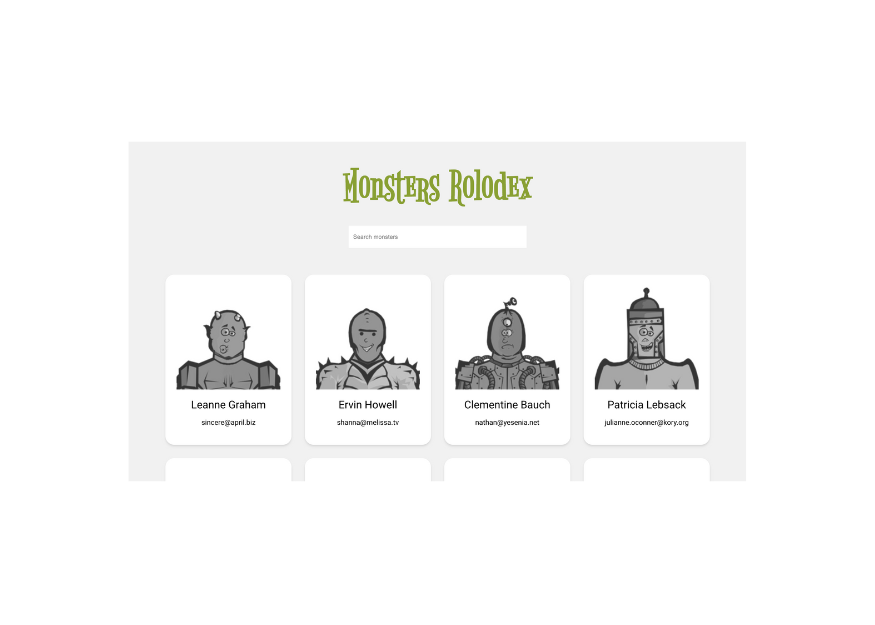 Monsters Rolodex
Search monsters
Leanne Graham
sincere@april.biz
Ervin Howell
shanna@melissa.tv
Clementine Bauch
nathan@yesenia.net
Patricia Lebsack
julianne.oconner@kory.org